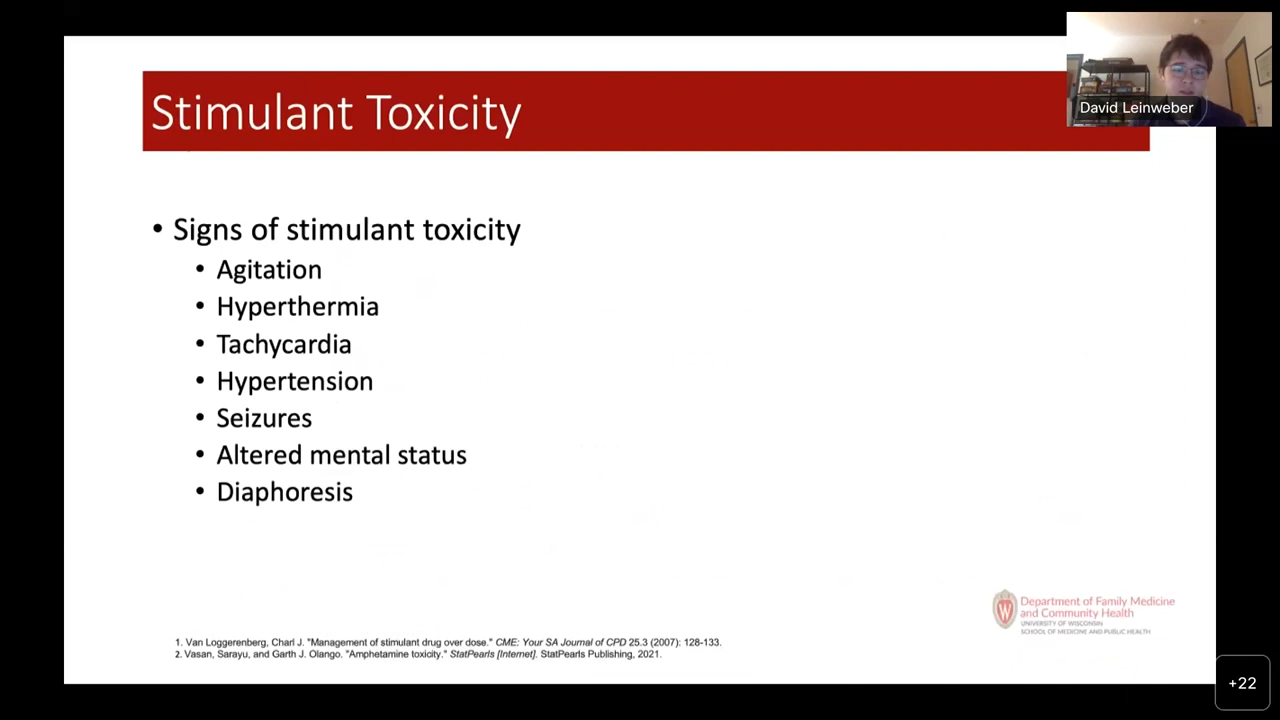 Stimulant Toxicity
David Leinweber
• Signs of stimulant toxicity
• Agitation
• Hyperthermia
• Tachycardia
• Hypertension
• Seizures
• Altered mental status
• Diaphoresis
Department of Family Medicine
and Community Health
UNIVERSITY OF WISCONSIN
SCHOOL OF MEDICINE AND PUBLIC HEALTH
1. Van Loggerenberg, Charl J. "Management of stimulant drug over dose." CME: Your SA Journal of CPD 25.3 (2007): 128-133.
2. Vasan, Sarayu, and Garth J. Olango. "Amphetamine toxicity." StatPearls [Internet]. StatPearls Publishing, 2021.
+22